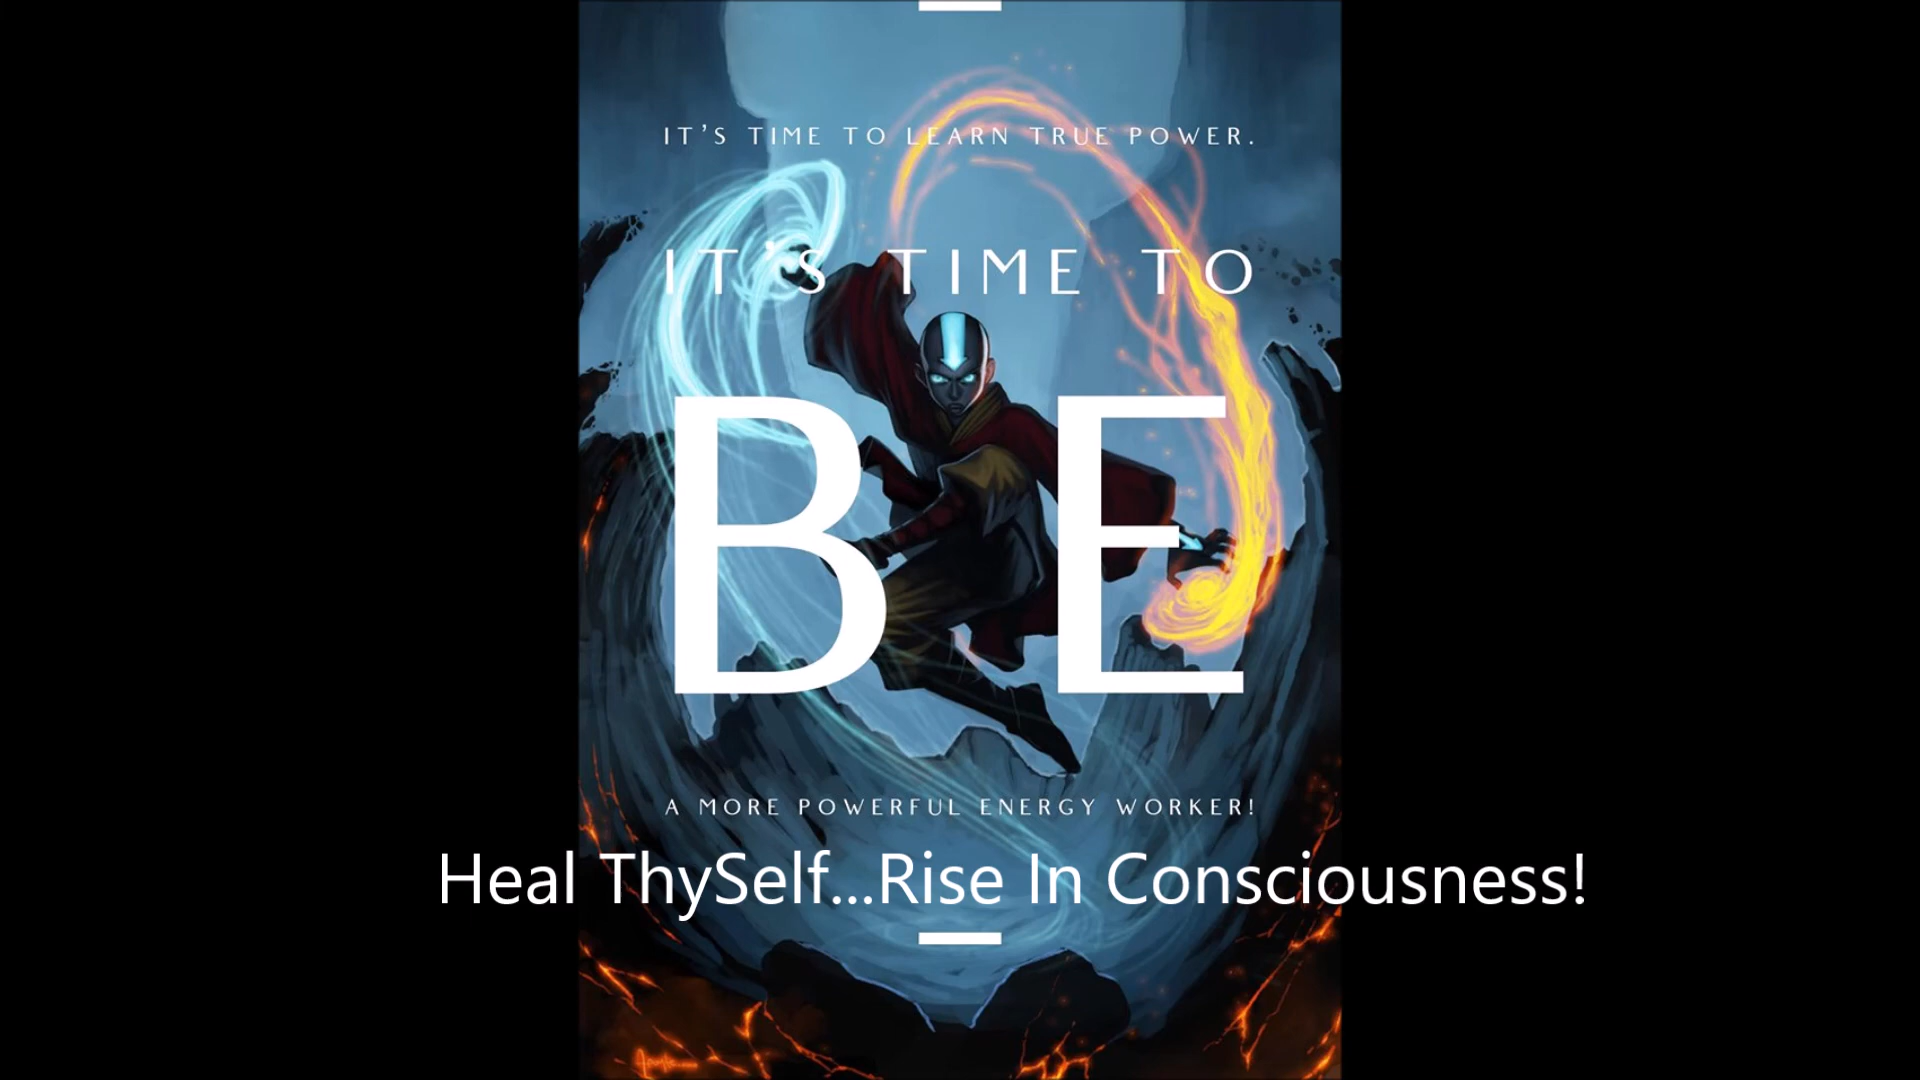 IT'S TIME TO LEARN TRUE POWER.
IT'S TIME TO
BE
A MORE POWERFUL ENERGY WORKER!
Heal ThySelf...Rise In Consciousness!